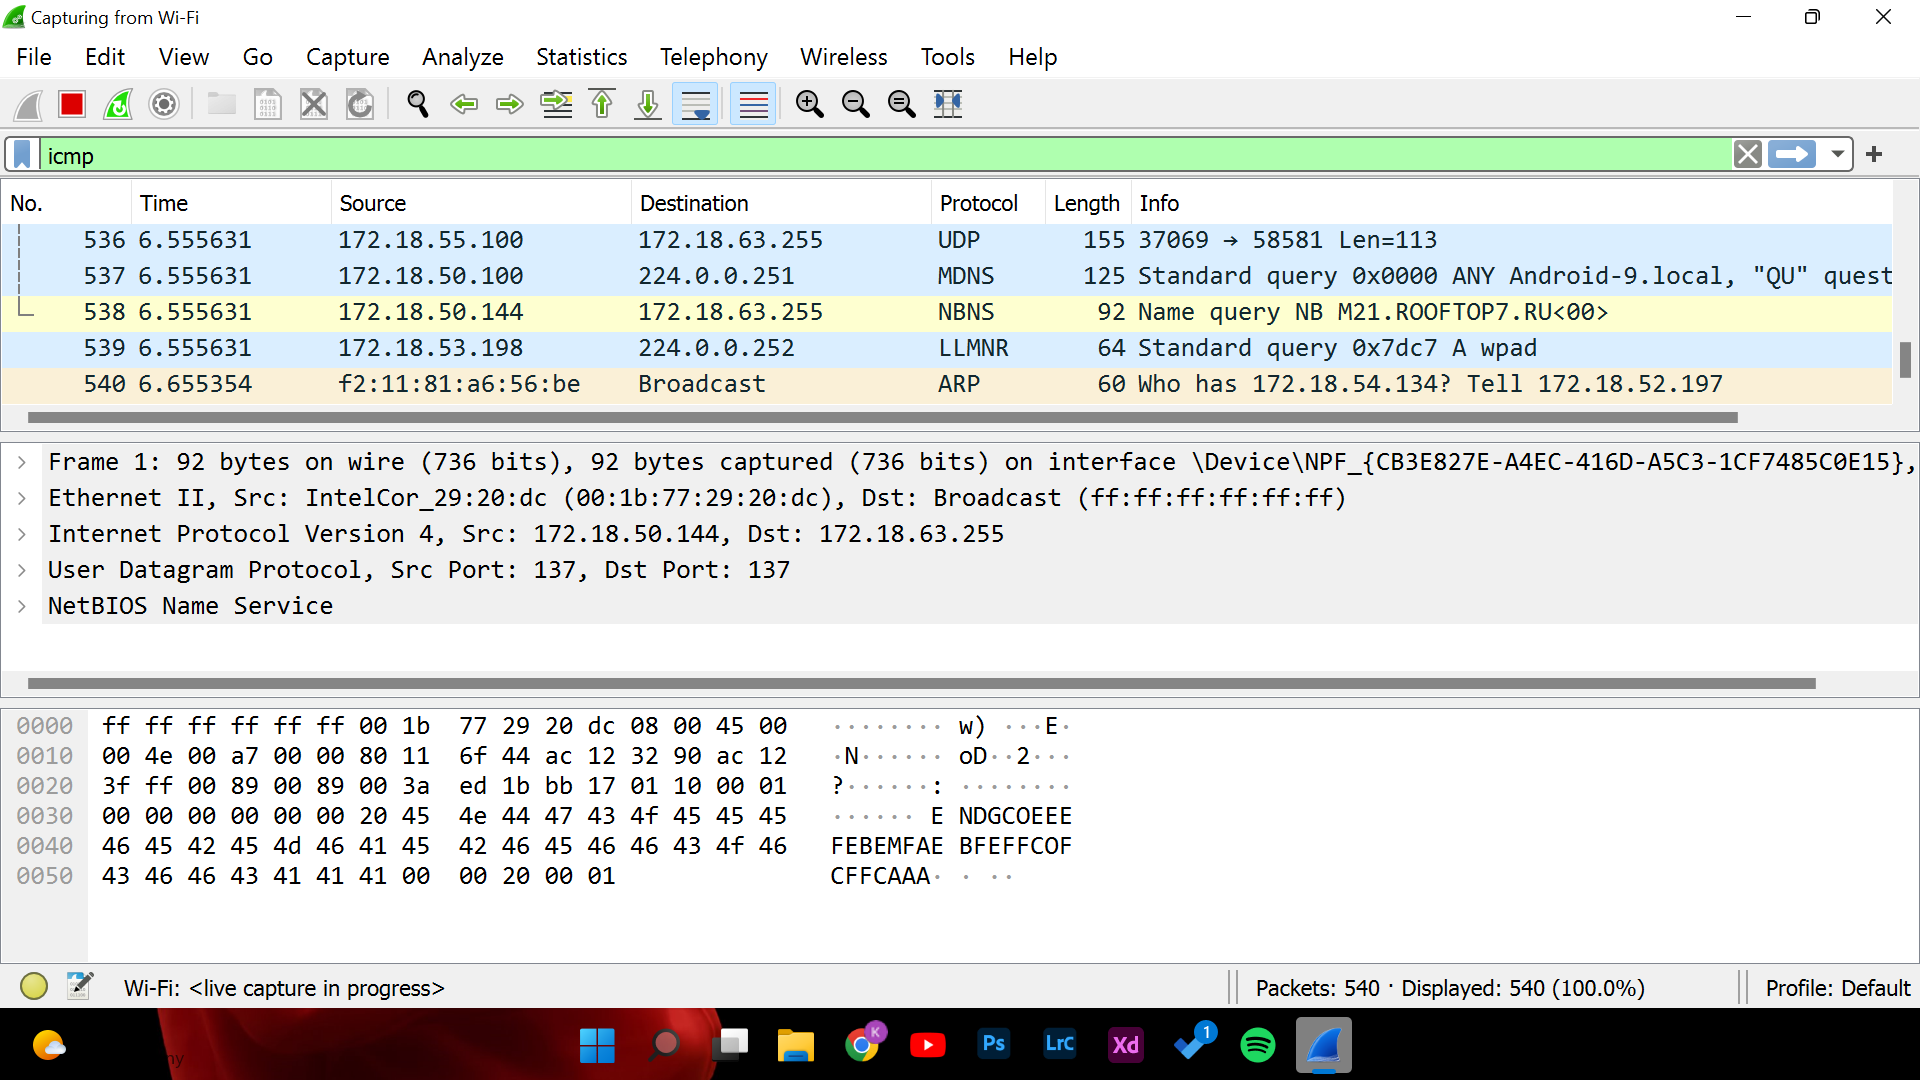 Capturing from Wi-Fi
File Edit View Go Capture Analyze Statistics Telephony Wireless Tools Help
icmp
No. Time Source Destination Protocol Length Info
536 6.555631 172.18.55.100 172.18.63.255 UDP 155 37069 → 58581 Len=113
537 6.555631 172.18.50.100 224.0.0.251 MDNS 125 Standard query 0x0000 ANY Android-9.local, "QU" quest
538 6.555631 172.18.50.144 172.18.63.255 NBNS 92 Name query NB M21.ROOFTOP7.RU<00>
539 6.555631 172.18.53.198 224.0.0.252 LLMNR 64 Standard query 0x7dc7 A wpad
540 6.655354 f2:11:81:a6:56:be Broadcast ARP 60 Who has 172.18.54.134? Tell 172.18.52.197
Frame 1: 92 bytes on wire (736 bits), 92 bytes captured (736 bits) on interface \Device\NPF_{CB3E827E-A4EC-416D-A5C3-1CF7485C0E15},
Ethernet II, Src: IntelCor_29:20:dc (00:1b:77:29:20:dc), Dst: Broadcast (ff:ff:ff:ff:ff:ff)
Internet Protocol Version 4, Src: 172.18.50.144, Dst: 172.18.63.255
User Datagram Protocol, Src Port: 137, Dst Port: 137
NetBIOS Name Service
0000 ff ff ff ff ff ff 00 1b 77 29 20 dc 08 00 45 00 ········ w) ···E·
0010 00 4e 00 a7 00 00 80 11 6f 44 ac 12 32 90 ac 12 ·N······ oD··2···
0020 3f ff 00 89 00 89 00 3a ed 1b bb 17 01 10 00 01 ?······: ········
0030 00 00 00 00 00 00 20 45 4e 44 47 43 4f 45 45 45 ······ E NDGCOEEE
0040 46 45 42 45 4d 46 41 45 42 46 45 46 46 43 4f 46 FEBEMFAE BFEFFCOF
0050 43 46 46 43 41 41 41 00 00 20 00 01 CFFCAAA· · ··
Wi-Fi: <live capture in progress> Packets: 540 · Displayed: 540 (100.0%) Profile: Default
K Ps LrC Xd 1